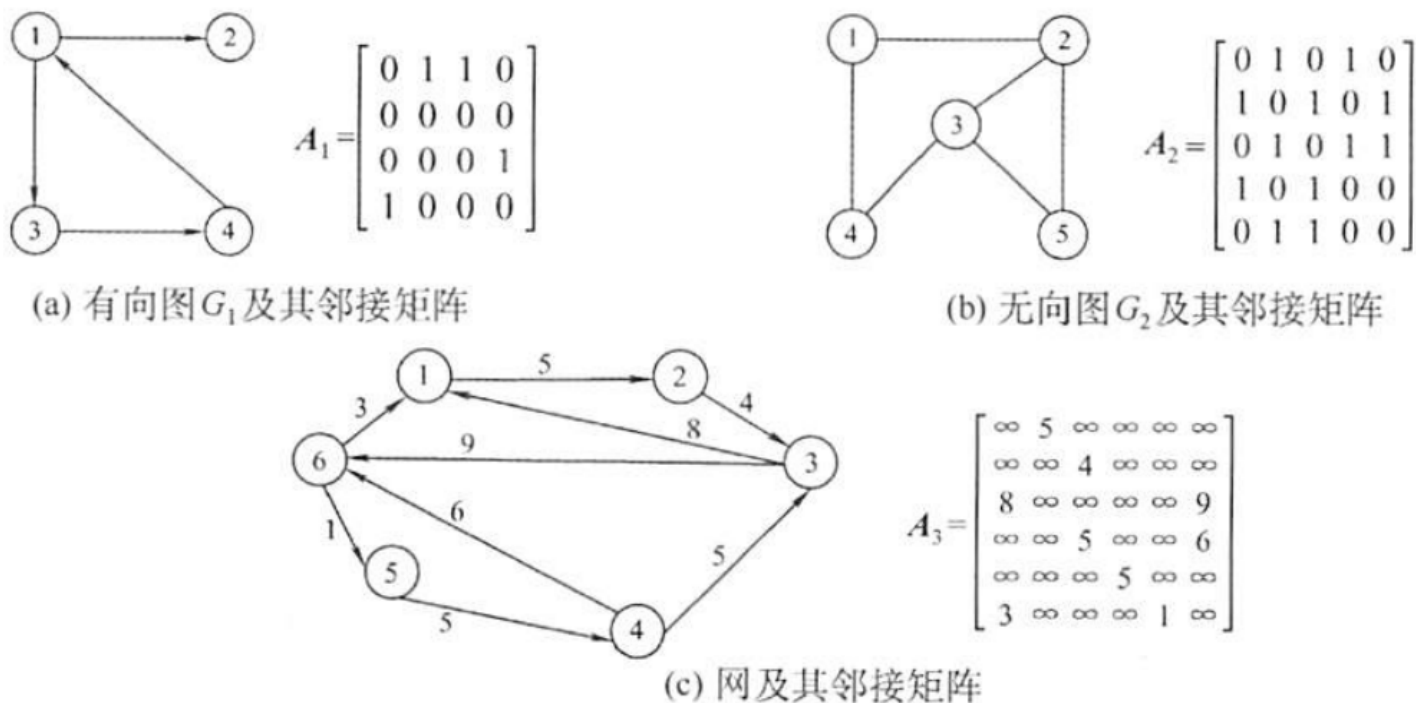 1 2
3 4
A₁=
0 1 1 0
0 0 0 0
0 0 0 1
1 0 0 0
(a) 有向图G₁及其邻接矩阵
1 2
3
4 5
A₂=
0 1 0 1 0
1 0 1 0 1
0 1 0 1 1
1 0 1 0 0
0 1 1 0 0
(b) 无向图G₂及其邻接矩阵
1 5 2
3 8 4
6 9 3
1 6 5
5
5 4
A₃=
∞ 5 ∞ ∞ ∞ ∞
∞ ∞ 4 ∞ ∞ ∞
8 ∞ ∞ ∞ ∞ 9
∞ ∞ 5 ∞ ∞ 6
∞ ∞ ∞ 5 ∞ ∞
3 ∞ ∞ ∞ 1 ∞
(c) 网及其邻接矩阵